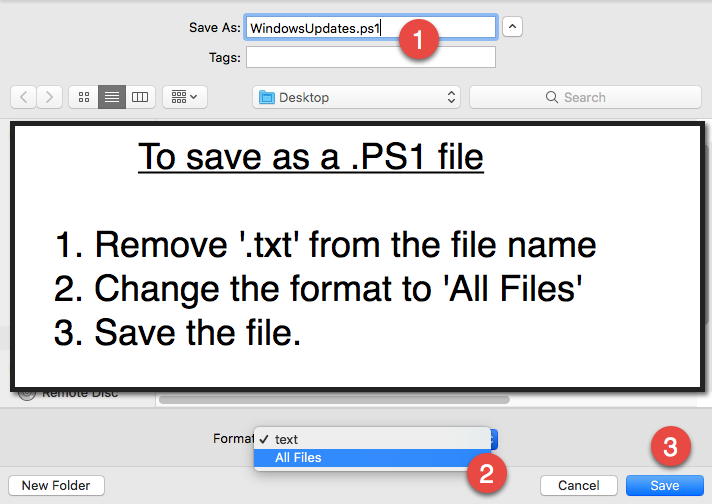 Save As: WindowsUpdates.ps1
1
Tags:
Desktop
Search
To save as a .PS1 file
1. Remove '.txt' from the file name
2. Change the format to 'All Files'
3. Save the file.
Remote Disc
Format
✓ text
All Files
2
3
New Folder
Cancel
Save